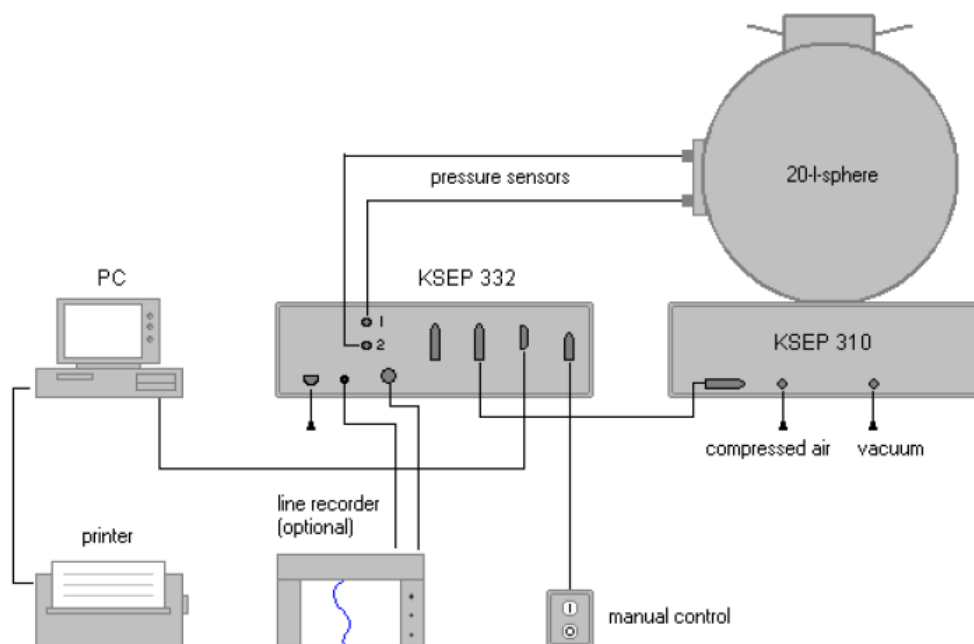 20-l-sphere
pressure sensors
PC
KSEP 332
1
2
KSEP 310
compressed air
vacuum
line recorder
(optional)
printer
manual control